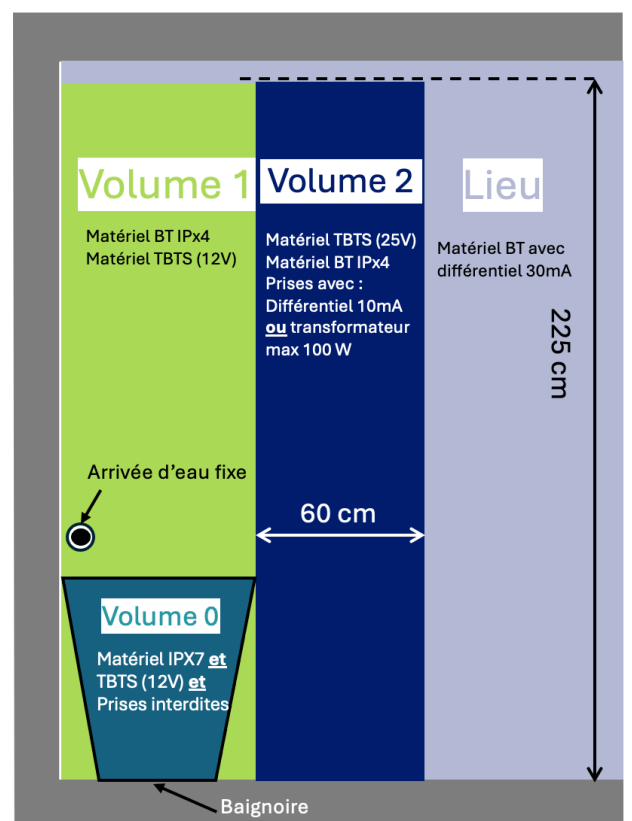 Volume 1
Volume 2
Lieu
Matériel BT IPx4
Matériel TBTS (12V)
Matériel TBTS (25V)
Matériel BT IPx4
Prises avec :
Différentiel 10mA
ou transformateur
max 100 W
Matériel BT avec
différentiel 30mA
225 cm
Arrivée d'eau fixe
60 cm
Volume 0
Matériel IPX7 et
TBTS (12V) et
Prises interdites
Baignoire